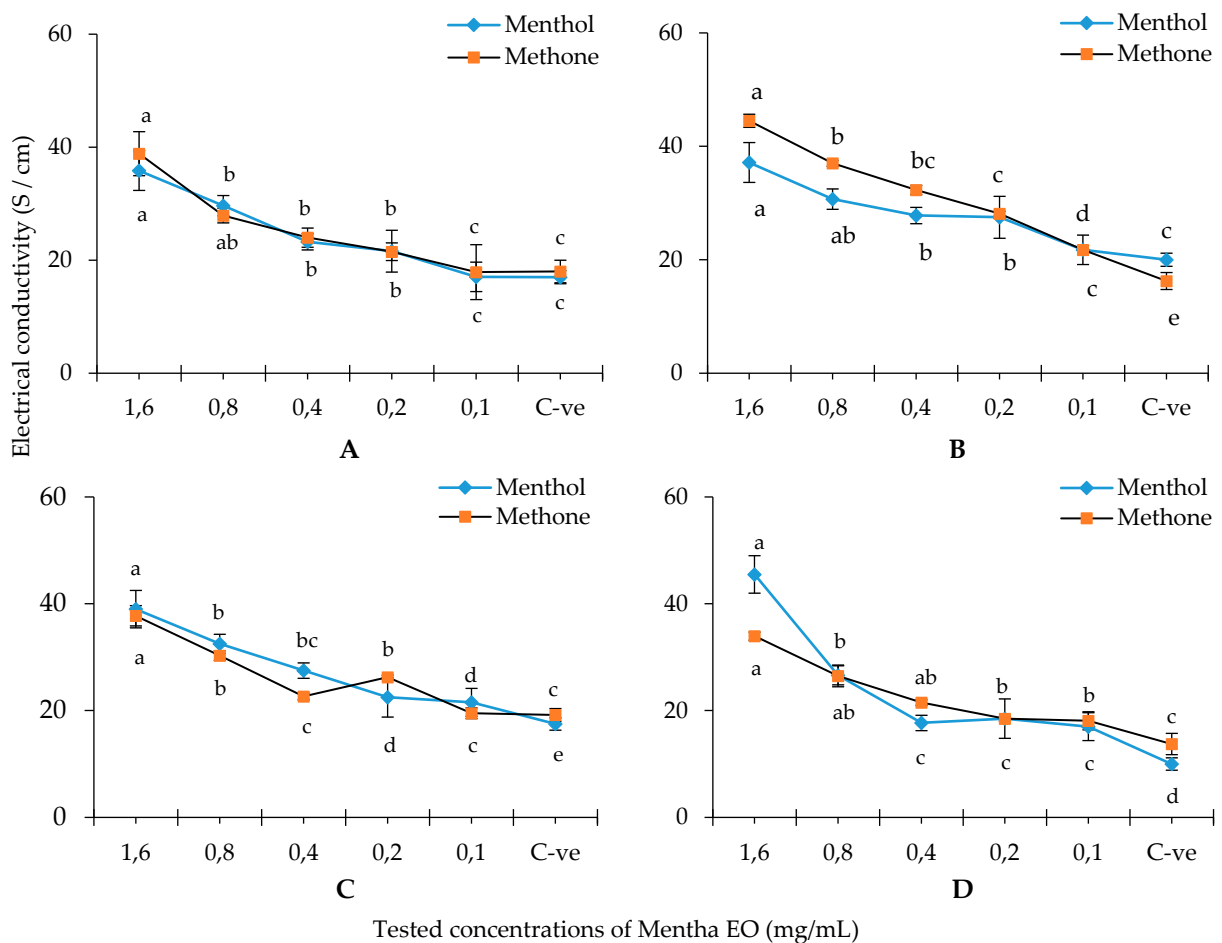 Electrical conductivity (S / cm)
60
40
20
0
Menthol
Methone
a
b
b
b
c
c
a
ab
b
b
c
c
1,6 0,8 0,4 0,2 0,1 C-ve
A
60
40
20
0
Menthol
Methone
a
b
bc
c
d
c
a
ab
b
b
c
e
1,6 0,8 0,4 0,2 0,1 C-ve
B
60
40
20
0
Menthol
Methone
a
b
bc
b
d
c
a
b
c
d
c
e
1,6 0,8 0,4 0,2 0,1 C-ve
C
60
40
20
0
Menthol
Methone
a
b
ab
b
b
c
a
ab
c
c
c
d
1,6 0,8 0,4 0,2 0,1 C-ve
D
Tested concentrations of Mentha EO (mg/mL)